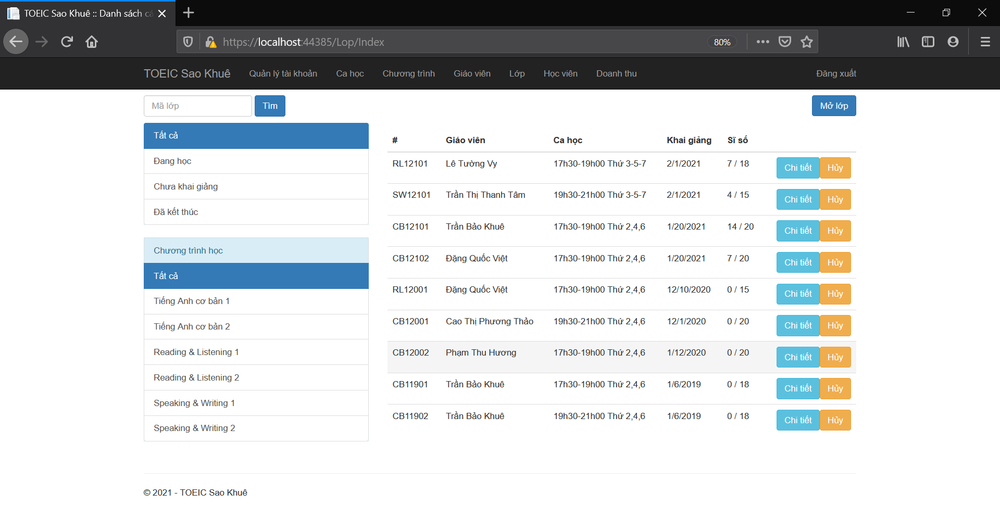 TOEIC Sao Khuê :: Danh sách cá
https://localhost:44385/Lop/Index
80%
TOEIC Sao Khuê Quản lý tài khoản Ca học Chương trình Giáo viên Lớp Học viên Doanh thu Đăng xuất
Mã lớp Tìm Mở lớp
Tất cả
Đang học
Chưa khai giảng
Đã kết thúc
Chương trình học
Tất cả
Tiếng Anh cơ bản 1
Tiếng Anh cơ bản 2
Reading & Listening 1
Reading & Listening 2
Speaking & Writing 1
Speaking & Writing 2
# Giáo viên Ca học Khai giảng Sĩ số
RL12101 Lê Tường Vy 17h30-19h00 Thứ 3-5-7 2/1/2021 7 / 18 Chi tiết Hủy
SW12101 Trần Thị Thanh Tâm 19h30-21h00 Thứ 3-5-7 2/1/2021 4 / 15 Chi tiết Hủy
CB12101 Trần Bảo Khuê 17h30-19h00 Thứ 2,4,6 1/20/2021 14 / 20 Chi tiết Hủy
CB12102 Đặng Quốc Việt 17h30-19h00 Thứ 2,4,6 1/20/2021 7 / 20 Chi tiết Hủy
RL12001 Đặng Quốc Việt 17h30-19h00 Thứ 2,4,6 12/10/2020 0 / 15 Chi tiết Hủy
CB12001 Cao Thị Phương Thảo 19h30-21h00 Thứ 2,4,6 12/1/2020 0 / 20 Chi tiết Hủy
CB12002 Phạm Thu Hương 17h30-19h00 Thứ 2,4,6 1/12/2020 0 / 20 Chi tiết Hủy
CB11901 Trần Bảo Khuê 17h30-19h00 Thứ 2,4,6 1/6/2019 0 / 18 Chi tiết Hủy
CB11902 Trần Bảo Khuê 19h30-21h00 Thứ 2,4,6 1/6/2019 0 / 18 Chi tiết Hủy
© 2021 - TOEIC Sao Khuê